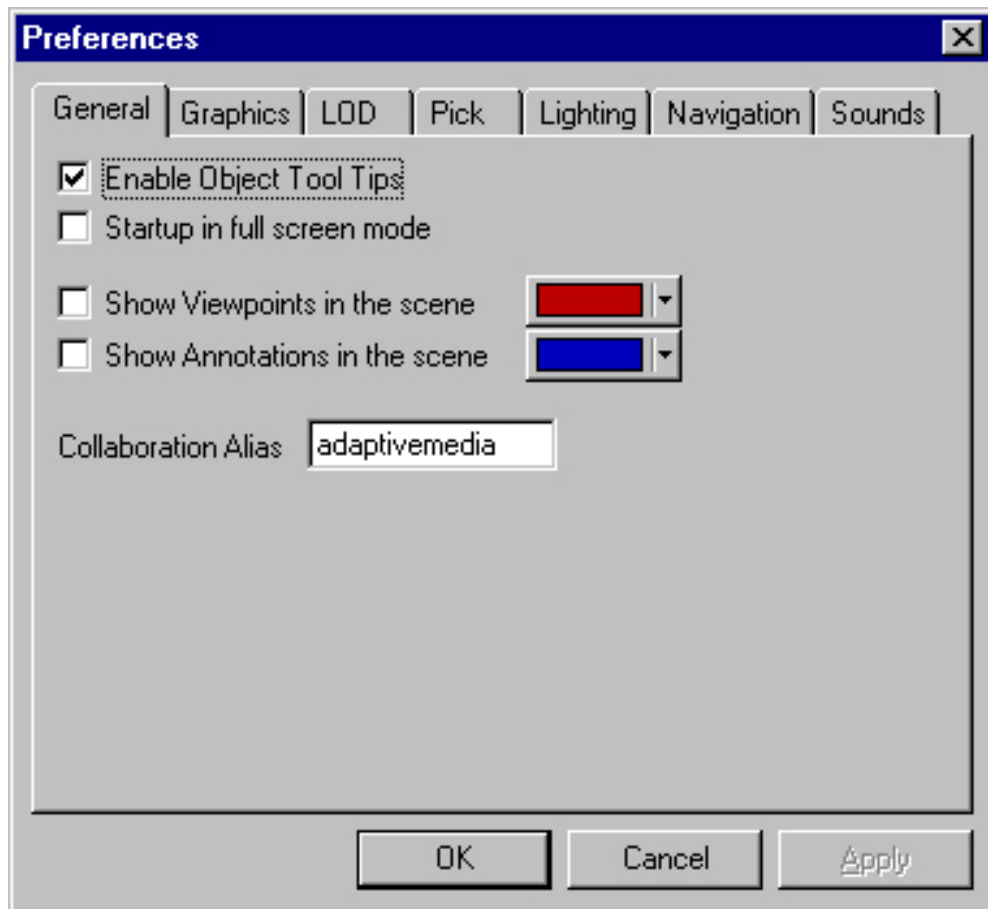 Preferences
General Graphics LOD Pick Lighting Navigation Sounds
Enable Object Tool Tips
Startup in full screen mode
Show Viewpoints in the scene
Show Annotations in the scene
Collaboration Alias adaptivemedia
OK Cancel Apply